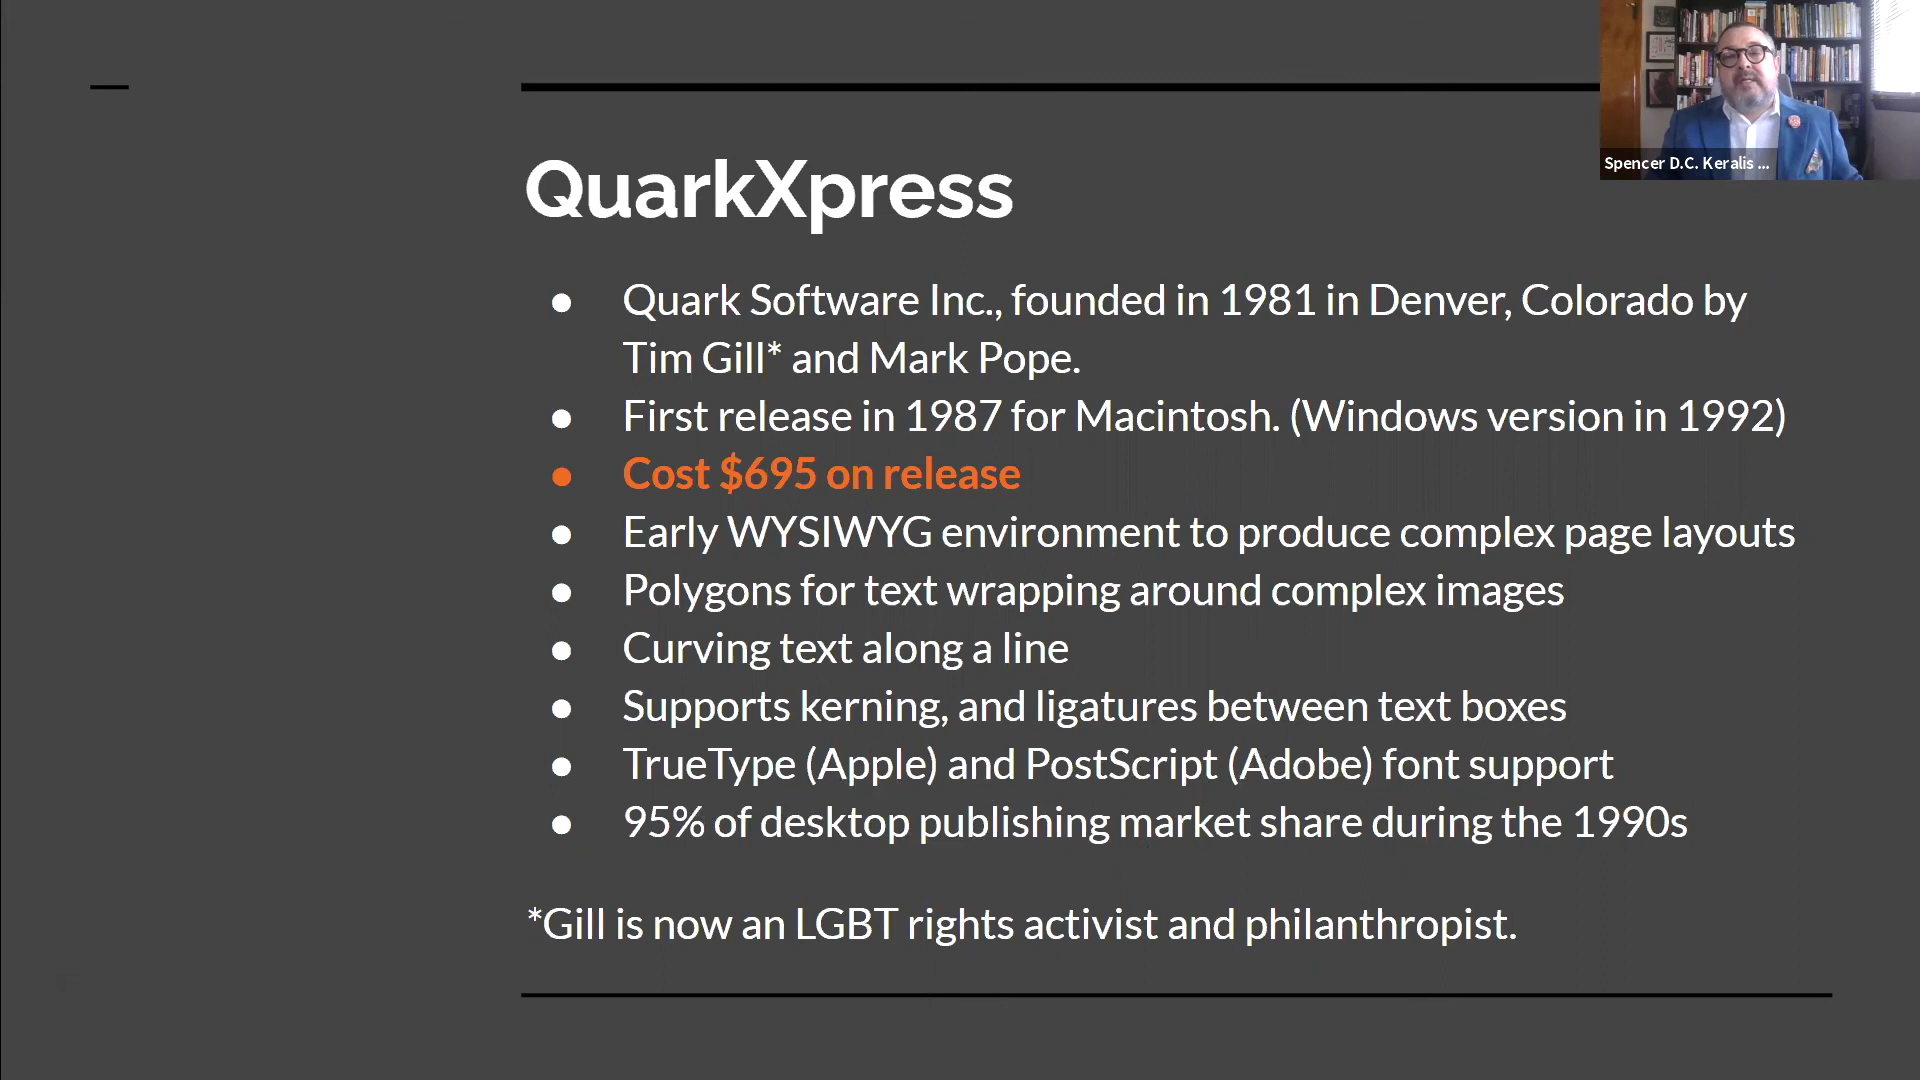 QuarkXpress
● Quark Software Inc., founded in 1981 in Denver, Colorado by
Tim Gill* and Mark Pope.
● First release in 1987 for Macintosh. (Windows version in 1992)
● Cost $695 on release
● Early WYSIWYG environment to produce complex page layouts
● Polygons for text wrapping around complex images
● Curving text along a line
● Supports kerning, and ligatures between text boxes
● TrueType (Apple) and PostScript (Adobe) font support
● 95% of desktop publishing market share during the 1990s
*Gill is now an LGBT rights activist and philanthropist.
Spencer D.C. Keralis ...